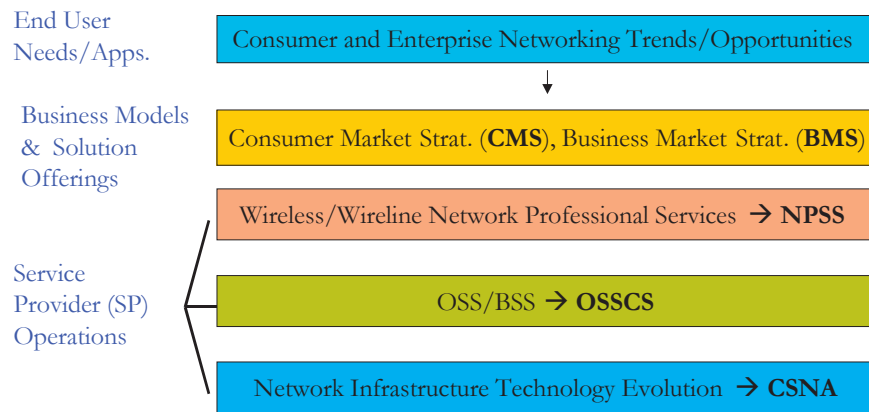 End User
Needs/Apps.
Consumer and Enterprise Networking Trends/Opportunities
Business Models
& Solution
Offerings
Consumer Market Strat. (CMS), Business Market Strat. (BMS)
Wireless/Wireline Network Professional Services → NPSS
Service
Provider (SP)
Operations
OSS/BSS → OSSCS
Network Infrastructure Technology Evolution → CSNA